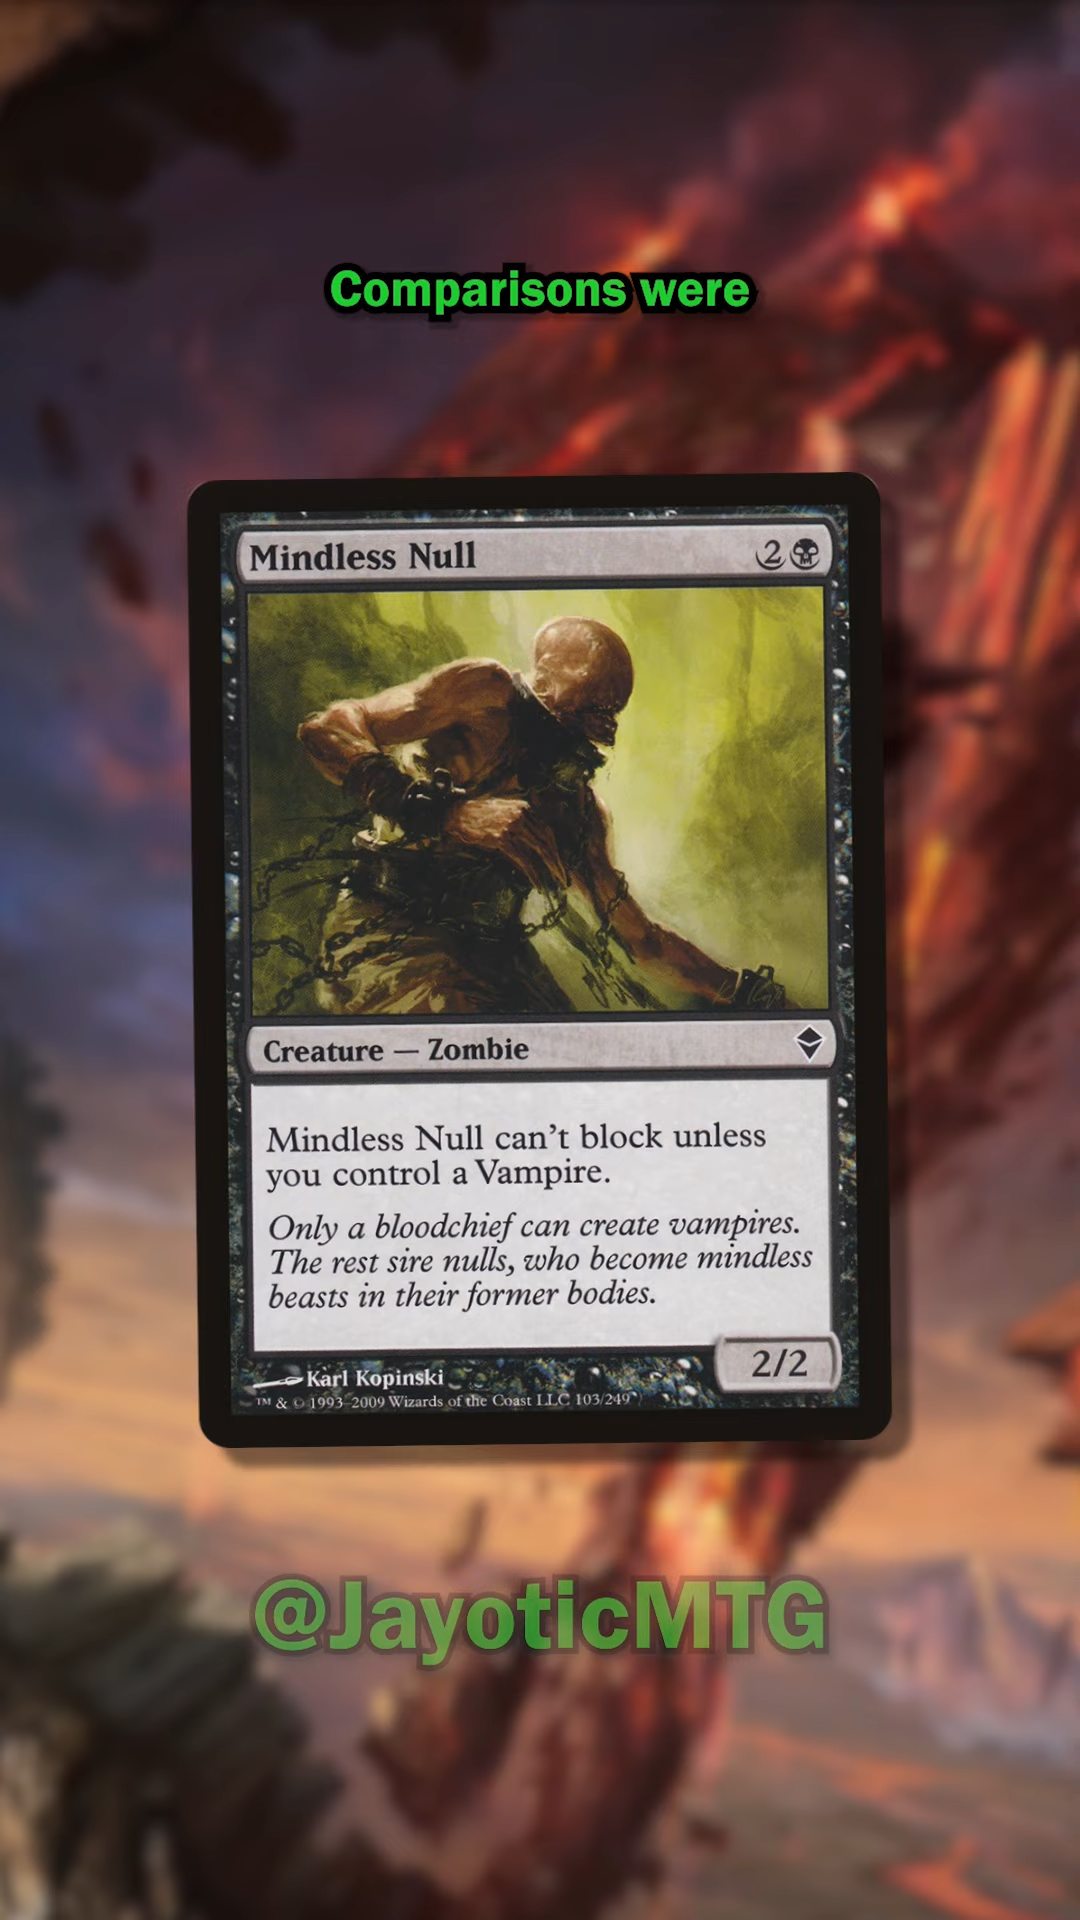 Comparisons were
Mindless Null 2
Creature — Zombie
Mindless Null can't block unless
you control a Vampire.
Only a bloodchief can create vampires.
The rest sire nulls, who become mindless
beasts in their former bodies.
2/2
Karl Kopinski
™ & © 1993–2009 Wizards of the Coast LLC 103/249
@JayoticMTG